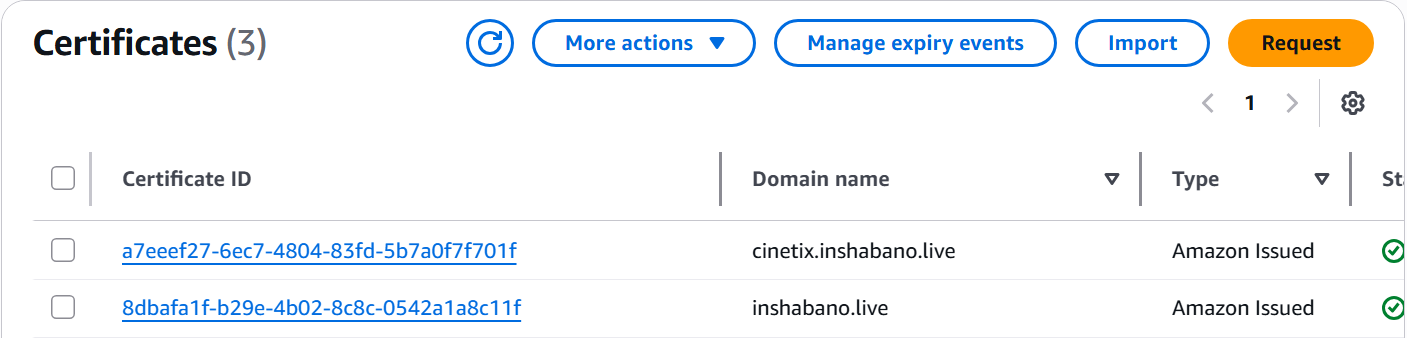 Certificates (3) More actions Manage expiry events Import Request
1
Certificate ID Domain name Type
a7eeef27-6ec7-4804-83fd-5b7a0f7f701f cinetix.inshabano.live Amazon Issued
8dbafa1f-b29e-4b02-8c8c-0542a1a8c11f inshabano.live Amazon Issued